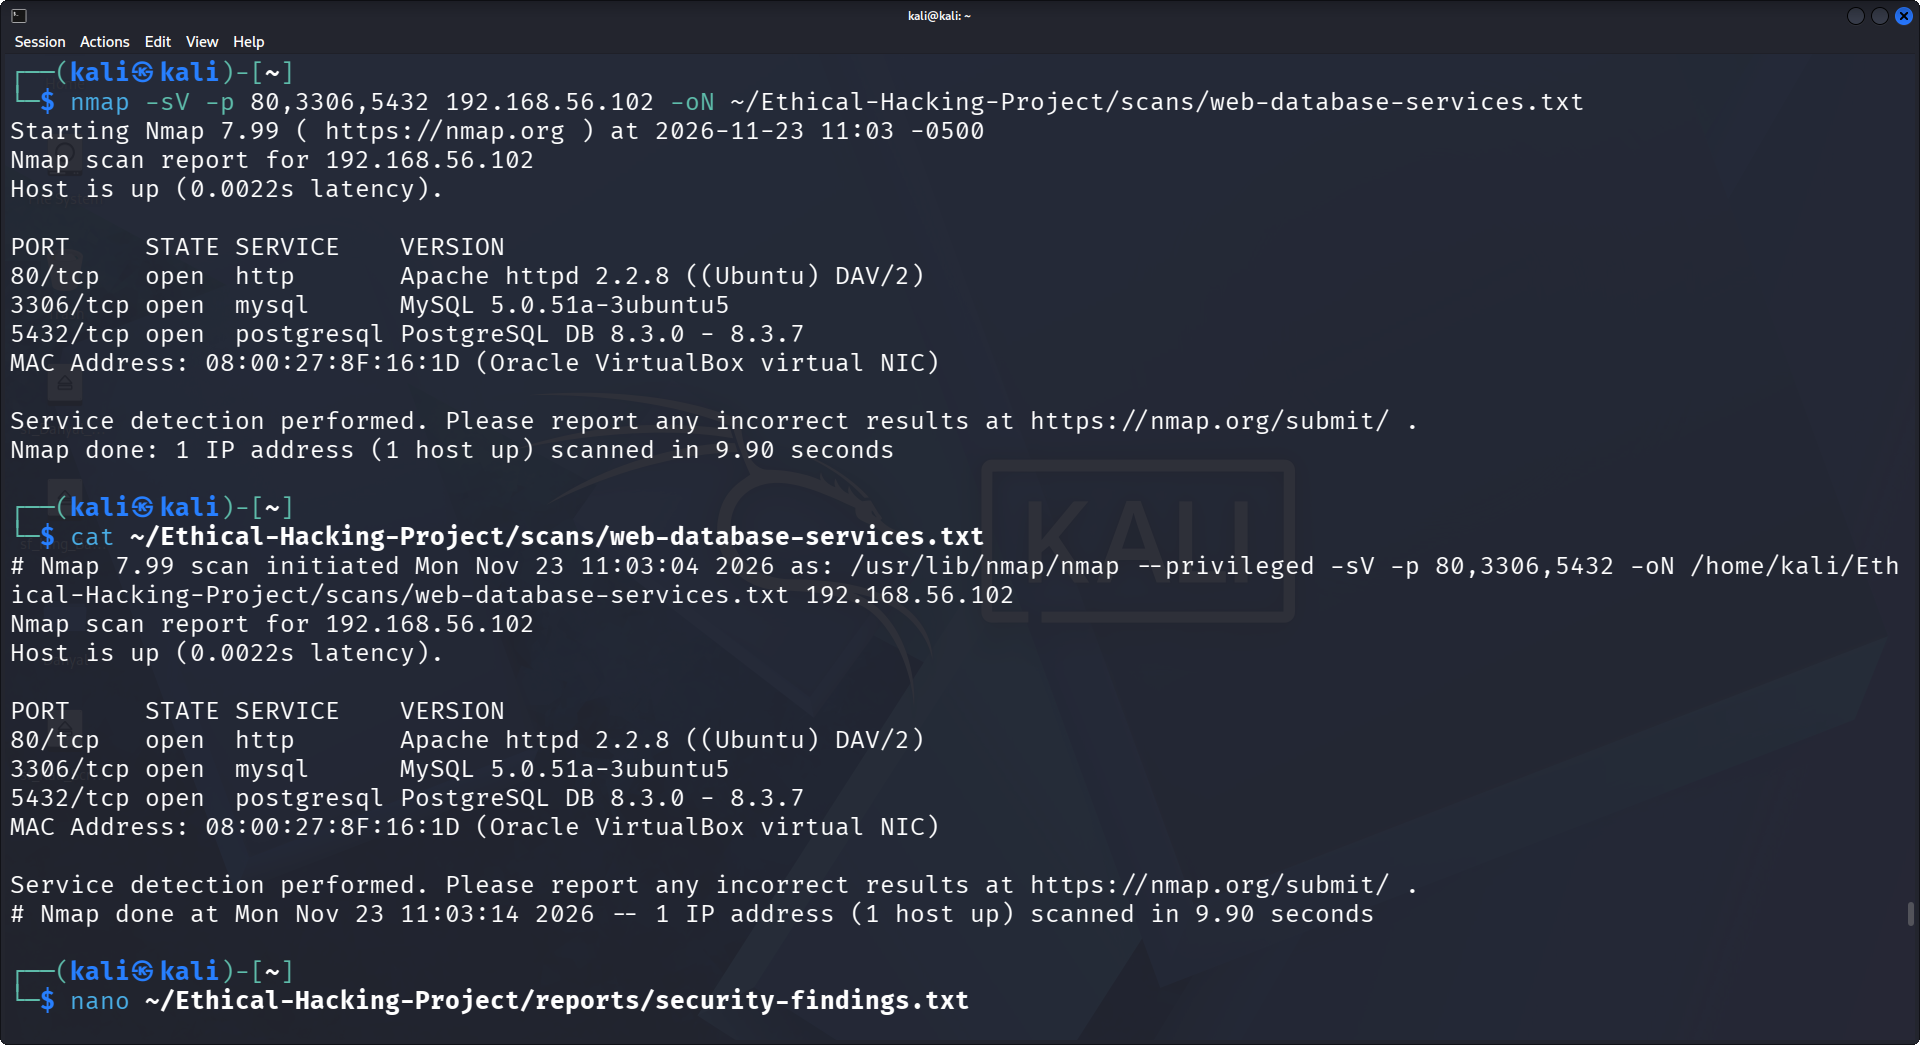 kali@kali: ~
Session Actions Edit View Help
┌──(kali㉿kali)-[~]
└─$ nmap -sV -p 80,3306,5432 192.168.56.102 -oN ~/Ethical-Hacking-Project/scans/web-database-services.txt
Starting Nmap 7.99 ( https://nmap.org ) at 2026-11-23 11:03 -0500
Nmap scan report for 192.168.56.102
Host is up (0.0022s latency).

PORT     STATE SERVICE    VERSION
80/tcp   open  http       Apache httpd 2.2.8 ((Ubuntu) DAV/2)
3306/tcp open  mysql      MySQL 5.0.51a-3ubuntu5
5432/tcp open  postgresql PostgreSQL DB 8.3.0 - 8.3.7
MAC Address: 08:00:27:8F:16:1D (Oracle VirtualBox virtual NIC)

Service detection performed. Please report any incorrect results at https://nmap.org/submit/ .
Nmap done: 1 IP address (1 host up) scanned in 9.90 seconds

┌──(kali㉿kali)-[~]
└─$ cat ~/Ethical-Hacking-Project/scans/web-database-services.txt
# Nmap 7.99 scan initiated Mon Nov 23 11:03:04 2026 as: /usr/lib/nmap/nmap --privileged -sV -p 80,3306,5432 -oN /home/kali/Eth
ical-Hacking-Project/scans/web-database-services.txt 192.168.56.102
Nmap scan report for 192.168.56.102
Host is up (0.0022s latency).

PORT     STATE SERVICE    VERSION
80/tcp   open  http       Apache httpd 2.2.8 ((Ubuntu) DAV/2)
3306/tcp open  mysql      MySQL 5.0.51a-3ubuntu5
5432/tcp open  postgresql PostgreSQL DB 8.3.0 - 8.3.7
MAC Address: 08:00:27:8F:16:1D (Oracle VirtualBox virtual NIC)

Service detection performed. Please report any incorrect results at https://nmap.org/submit/ .
# Nmap done at Mon Nov 23 11:03:14 2026 -- 1 IP address (1 host up) scanned in 9.90 seconds

┌──(kali㉿kali)-[~]
└─$ nano ~/Ethical-Hacking-Project/reports/security-findings.txt
KALI